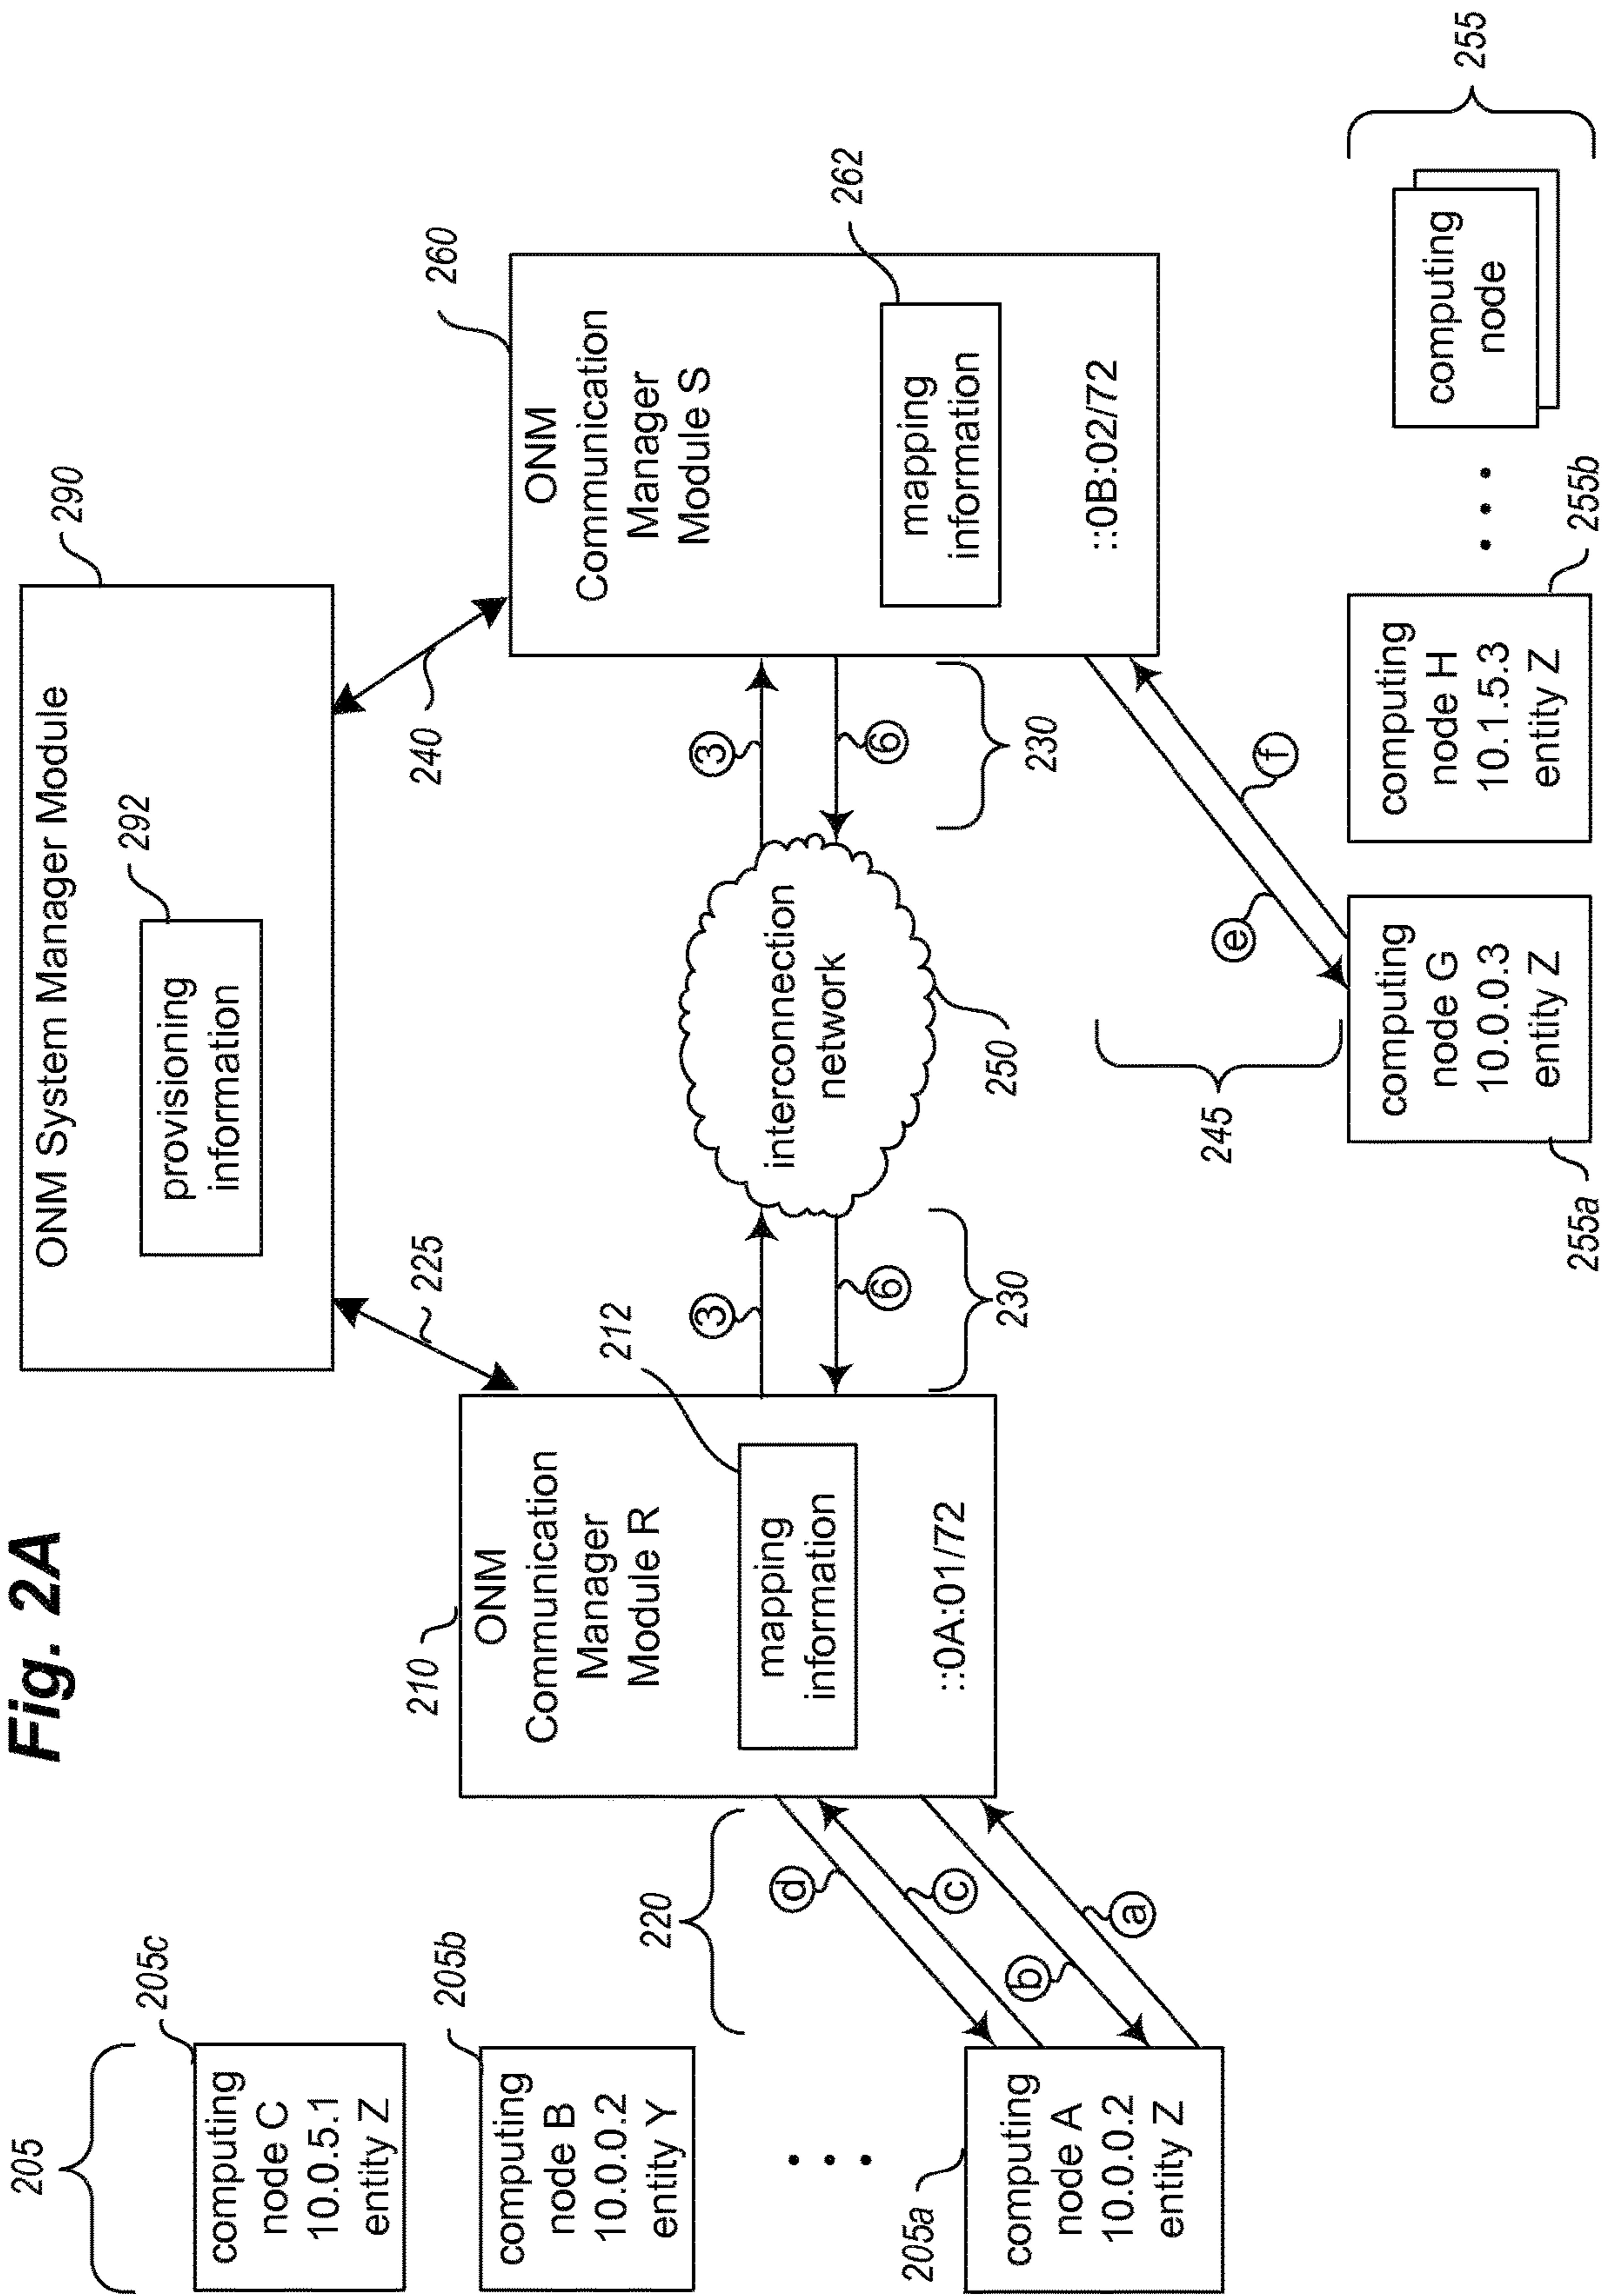 Fig. 2A
205
computing
node C
10.0.5.1
entity Z
205c
computing
node B
10.0.0.2
entity Y
205b
205a
computing
node A
10.0.0.2
entity Z
220
d
c
b
a
210
ONM
Communication
Manager
Module R
mapping
information
212
::0A:01/72
225
ONM System Manager Module
290
provisioning
information
292
240
3
6
230
interconnection
network
250
3
6
230
260
ONM
Communication
Manager
Module S
mapping
information
262
::0B:02/72
245
e
f
computing
node G
10.0.0.3
entity Z
255a
computing
node H
10.1.5.3
entity Z
255b
computing
node
255